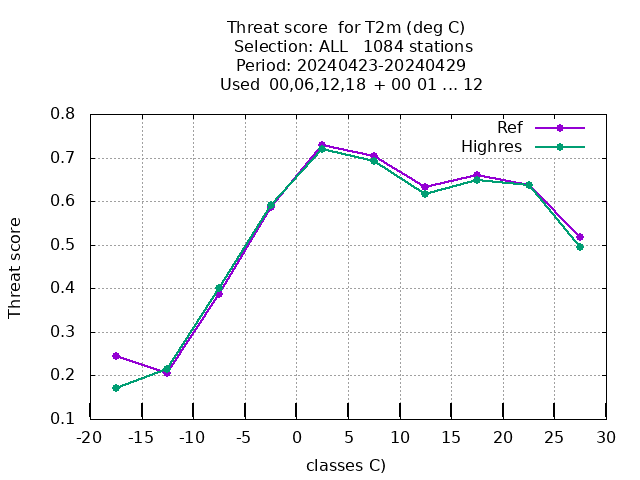 Threat score  for T2m (deg C)
Selection: ALL   1084 stations
Period: 20240423-20240429
Used  00,06,12,18  + 00 01 ... 12
Ref
Highres
Threat score
0.8
0.7
0.6
0.5
0.4
0.3
0.2
0.1
-20 -15 -10 -5 0 5 10 15 20 25 30
classes C)